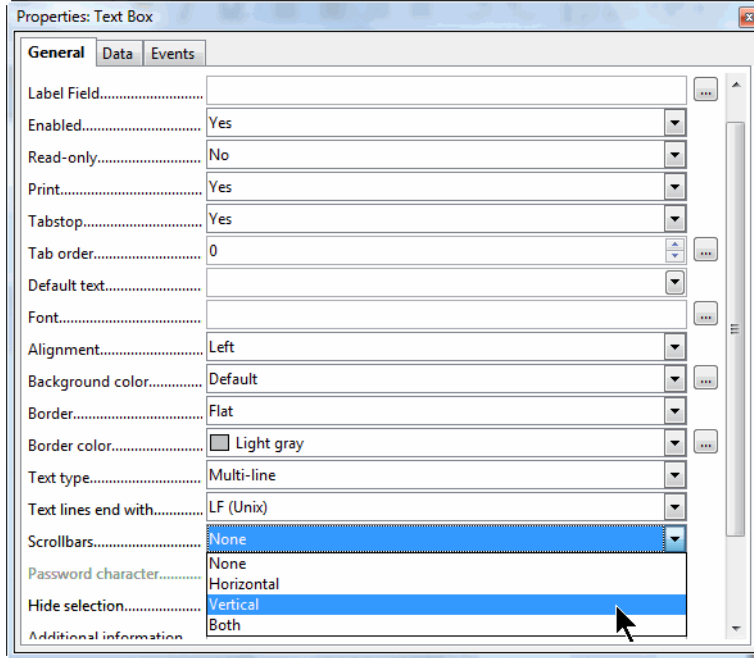 Properties: Text Box
x
General Data Events
Label Field............................ ...
Enabled............................... Yes
Read-only............................ No
Print..................................... Yes
Tabstop............................... Yes
Tab order............................. 0 ...
Default text.........................
Font..................................... ...
Alignment........................... Left
Background color............. Default ...
Border................................. Flat
Border color....................... Light gray ...
Text type............................. Multi-line
Text lines end with............ LF (Unix)
Scrollbars............................ None
None
Password character...........
Horizontal
Hide selection.................... Vertical
Both
Additional information